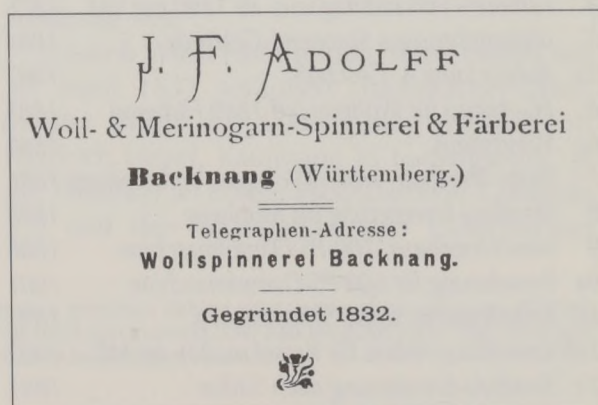 J. F. ADOLFF
Woll- & Merinogarn-Spinnerei & Färberei
Backnang (Württemberg.)
Telegraphen-Adresse:
Wollspinnerei Backnang.
Gegründet 1832.